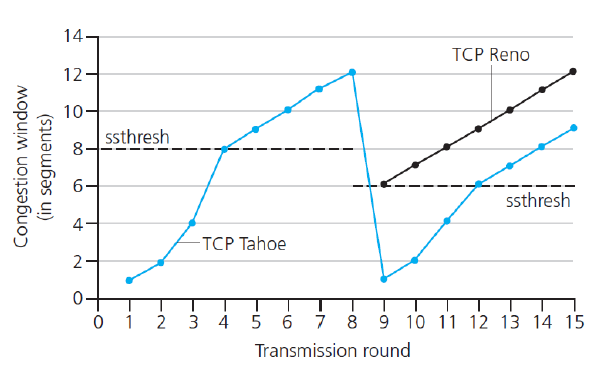 14
12
10
8
6
4
2
0
Congestion window
(in segments)
TCP Reno
ssthresh
ssthresh
TCP Tahoe
0 1 2 3 4 5 6 7 8 9 10 11 12 13 14 15
Transmission round